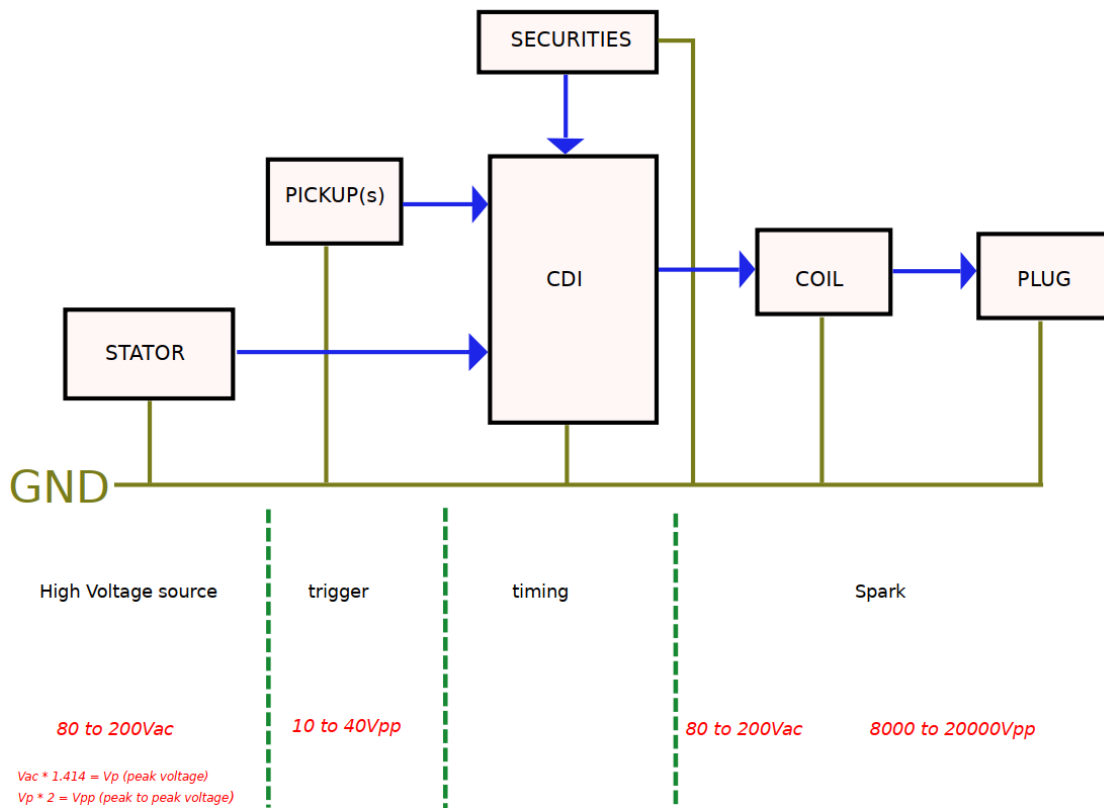 SECURITIES
PICKUP(s)
CDI
COIL
PLUG
STATOR
GND
High Voltage source
trigger
timing
Spark
80 to 200Vac
10 to 40Vpp
80 to 200Vac
8000 to 20000Vpp
Vac * 1.414 = Vp (peak voltage)
Vp * 2 = Vpp (peak to peak voltage)